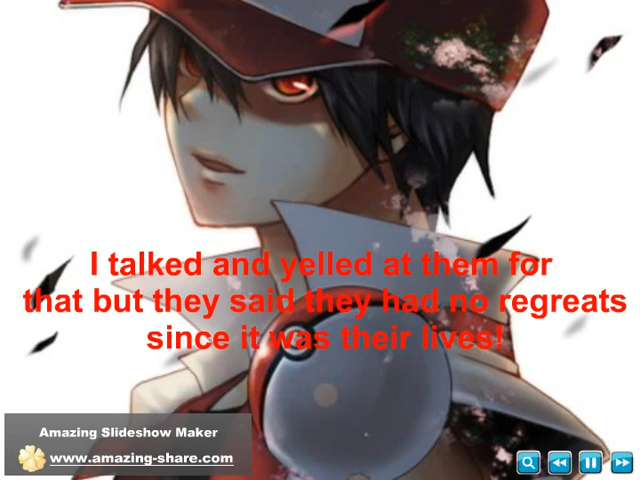 I talked and yelled at them for
that but they said they had no regreats
since it was their lives!
Amazing Slideshow Maker
www.amazing-share.com